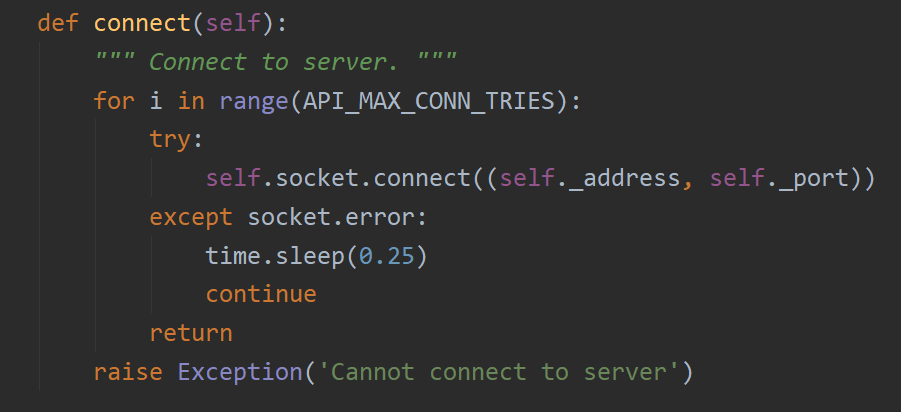 def connect(self):
    """ Connect to server. """
    for i in range(API_MAX_CONN_TRIES):
        try:
            self.socket.connect((self._address, self._port))
        except socket.error:
            time.sleep(0.25)
            continue
        return
    raise Exception('Cannot connect to server')